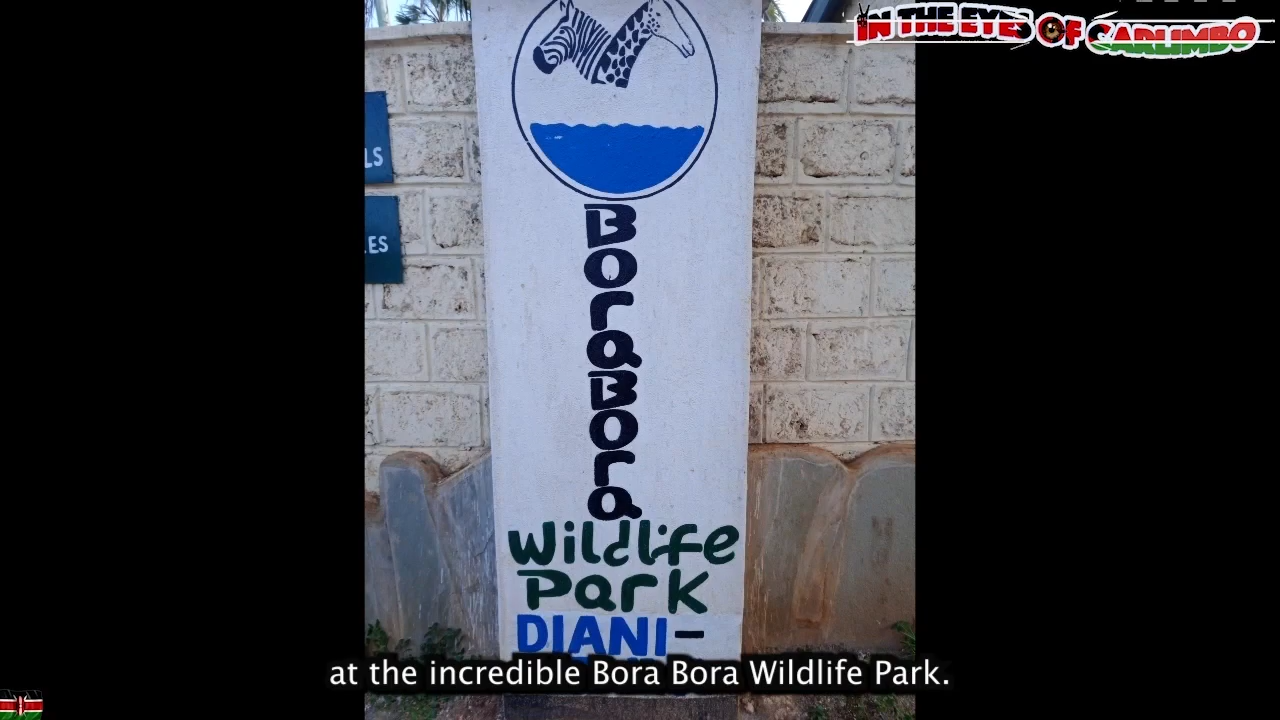 IN THE EYES OF CARLIMBO
LS
ES
BoraBora
Wildlife
Park
DIANI-
at the incredible Bora Bora Wildlife Park.